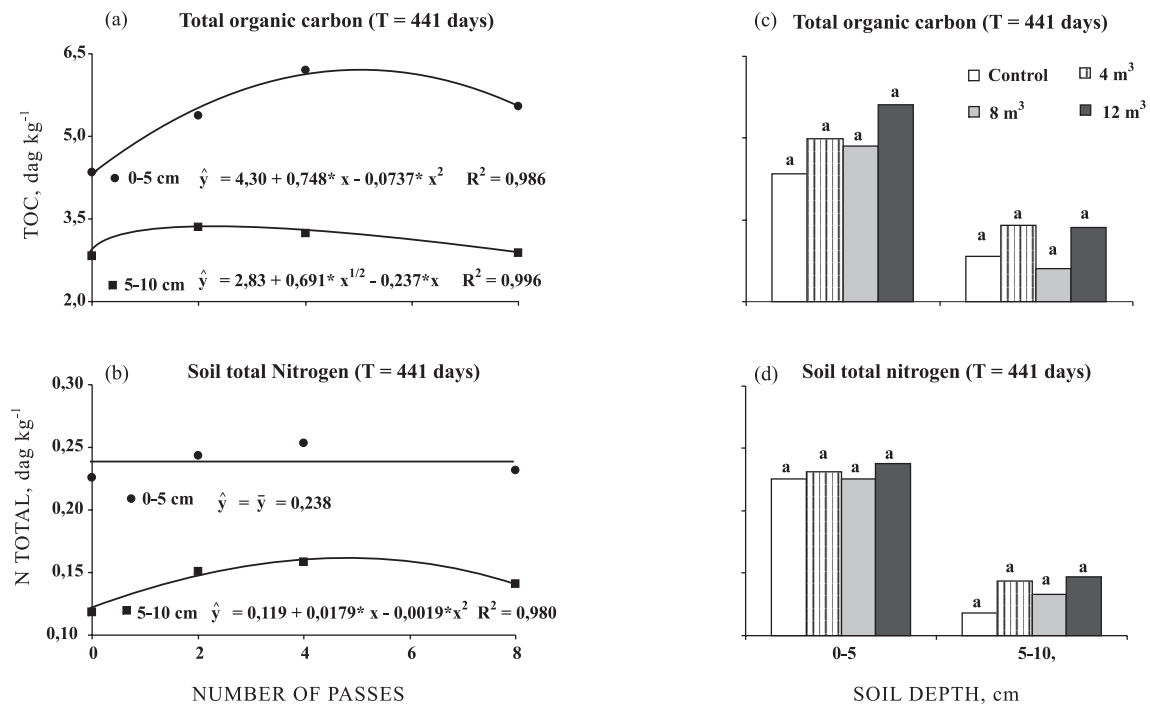 (a) Total organic carbon (T = 441 days)
6,5
5,0
3,5
2,0
TOC, dag kg⁻¹
0-5 cm ŷ = 4,30 + 0,748* x - 0,0737* x² R² = 0,986
5-10 cm ŷ = 2,83 + 0,691* x^1/2 - 0,237*x R² = 0,996
(b) Soil total Nitrogen (T = 441 days)
0,30
0,25
0,20
0,15
0,10
N TOTAL, dag kg⁻¹
0-5 cm ŷ = ȳ = 0,238
5-10 cm ŷ = 0,119 + 0,0179* x - 0,0019*x² R² = 0,980
0 2 4 6 8
NUMBER OF PASSES
(c) Total organic carbon (T = 441 days)
Control 4 m³
8 m³ 12 m³
a a a a a a a a
(d) Soil total nitrogen (T = 441 days)
a a a a a a a a
0-5 5-10,
SOIL DEPTH, cm